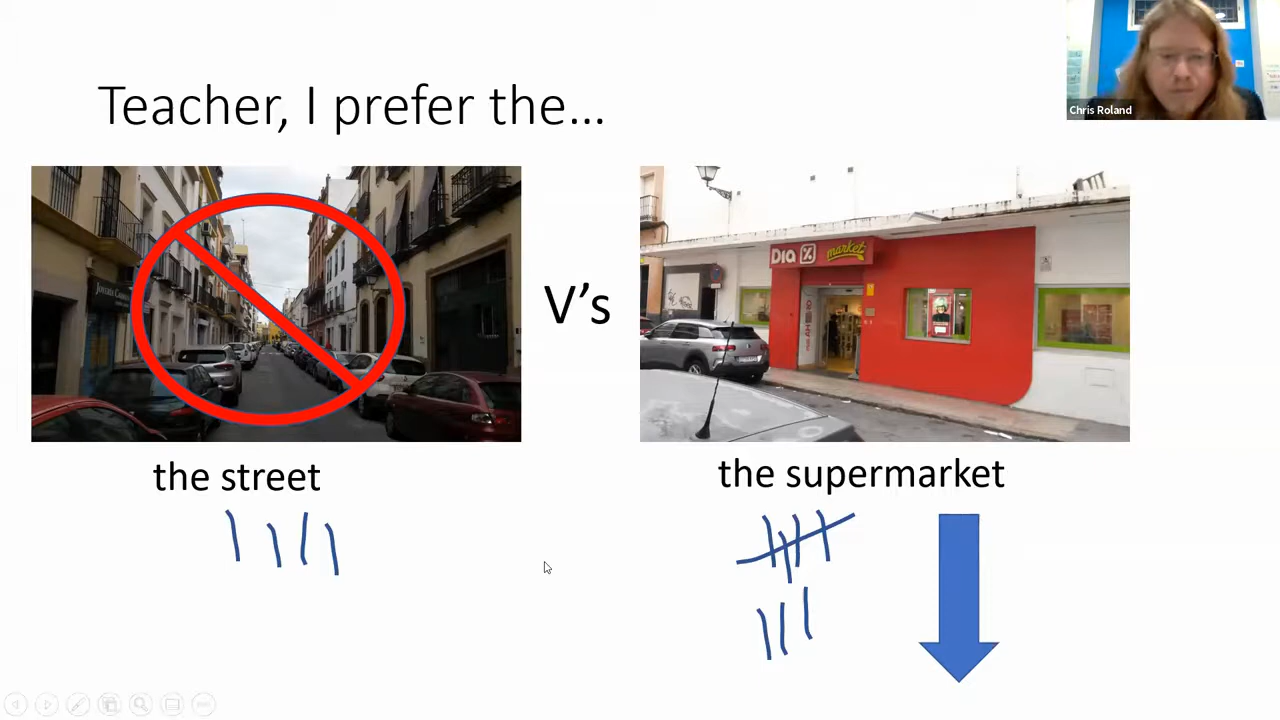 Chris Roland
Teacher, I prefer the...
DIA % market
V's
the street
the supermarket